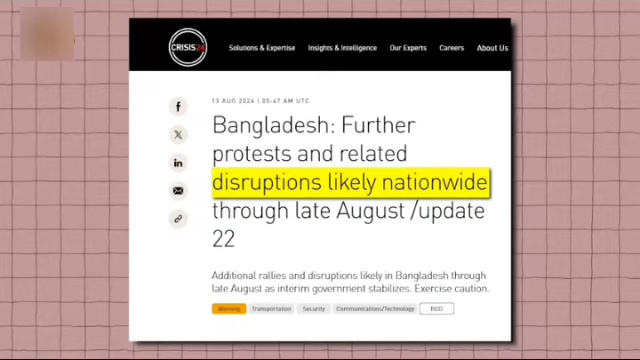 CRISIS24
Solutions & Expertise Insights & Intelligence Our Experts Careers About Us
13 AUG 2024 | 05:47 AM UTC
Bangladesh: Further
protests and related
disruptions likely nationwide
through late August /update
22
Additional rallies and disruptions likely in Bangladesh through
late August as interim government stabilizes. Exercise caution.
Warning Transportation Security Communications/Technology BGD